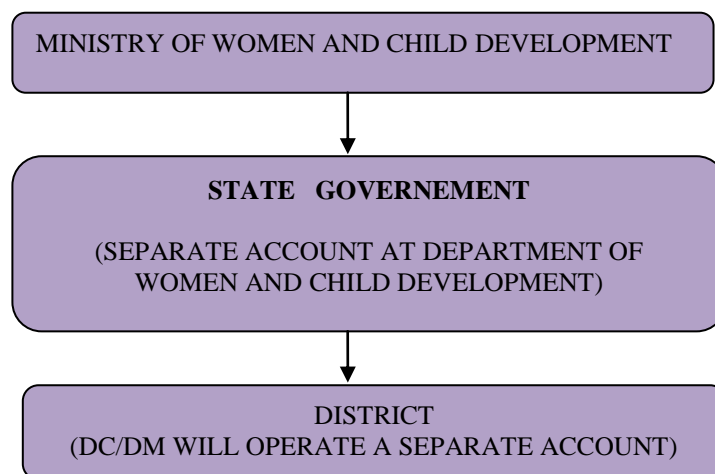 MINISTRY OF WOMEN AND CHILD DEVELOPMENT
STATE GOVERNEMENT
(SEPARATE ACCOUNT AT DEPARTMENT OF
WOMEN AND CHILD DEVELOPMENT)
DISTRICT
(DC/DM WILL OPERATE A SEPARATE ACCOUNT)